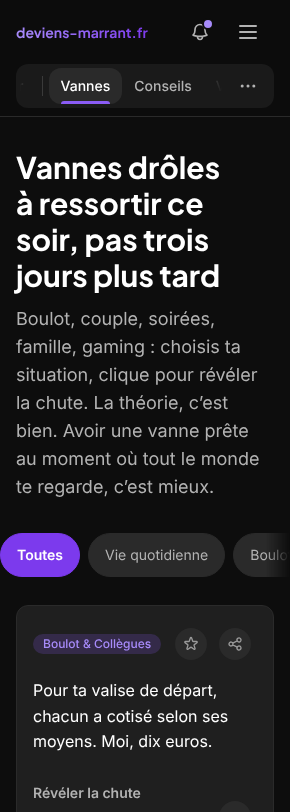 deviens-marrant.fr
Vannes Conseils
Vannes drôles
à ressortir ce
soir, pas trois
jours plus tard
Boulot, couple, soirées,
famille, gaming : choisis ta
situation, clique pour révéler
la chute. La théorie, c’est
bien. Avoir une vanne prête
au moment où tout le monde
te regarde, c’est mieux.
Toutes Vie quotidienne Boulo
Boulot & Collègues
Pour ta valise de départ,
chacun a cotisé selon ses
moyens. Moi, dix euros.
Révéler la chute